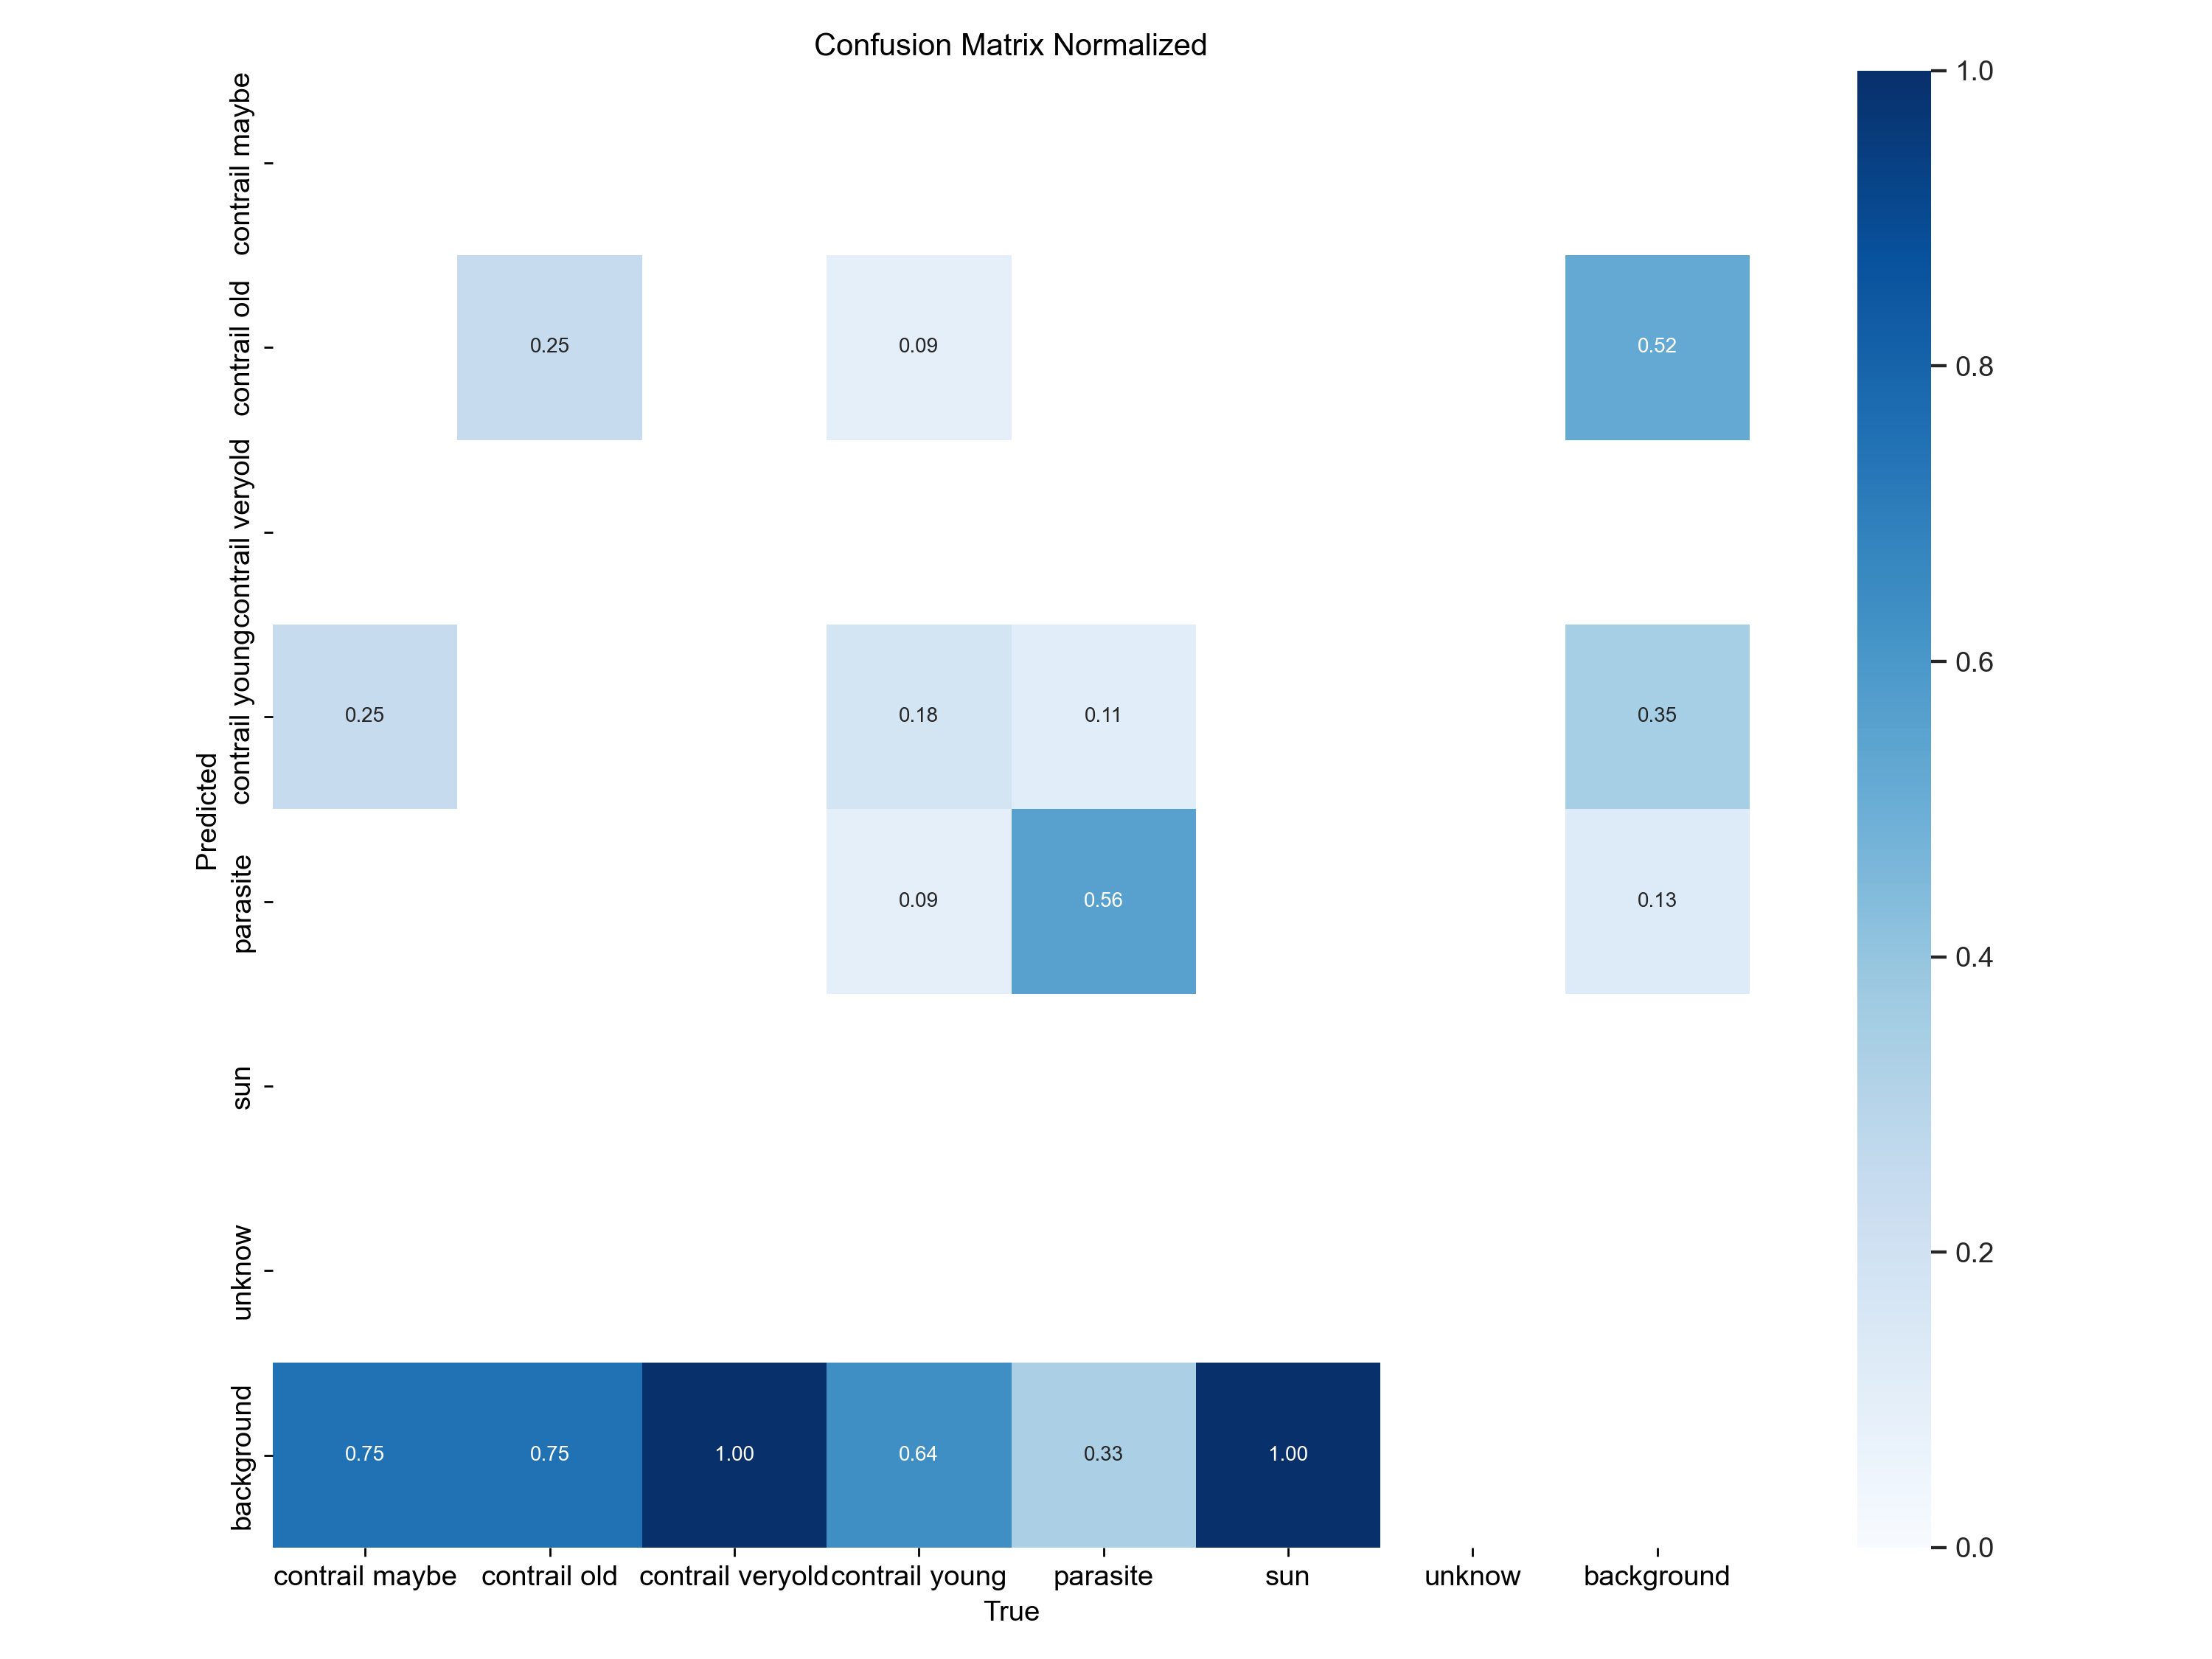 Confusion Matrix Normalized
contrail maybe
contrail old
contrail veryold
contrail young
parasite
sun
unknow
background
Predicted
0.25
0.09
0.52
0.25
0.18
0.11
0.35
0.09
0.56
0.13
0.75
0.75
1.00
0.64
0.33
1.00
contrail maybe contrail old contrail veryold contrail young parasite sun unknow background
True
1.0
0.8
0.6
0.4
0.2
0.0